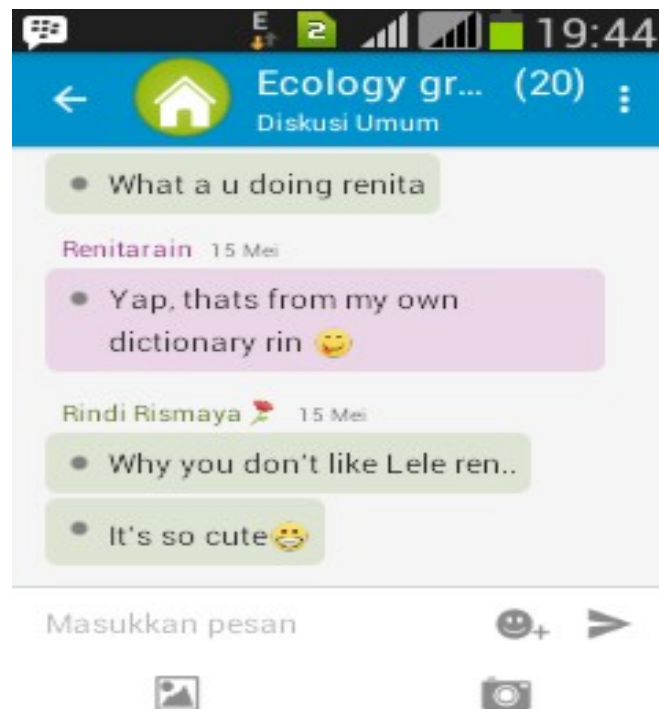 E 2 19:44
Ecology gr... (20)
Diskusi Umum
What a u doing renita
Renitarain 15 Mei
Yap, thats from my own
dictionary rin
Rindi Rismaya 15 Mei
Why you don't like Lele ren..
It's so cute
Masukkan pesan